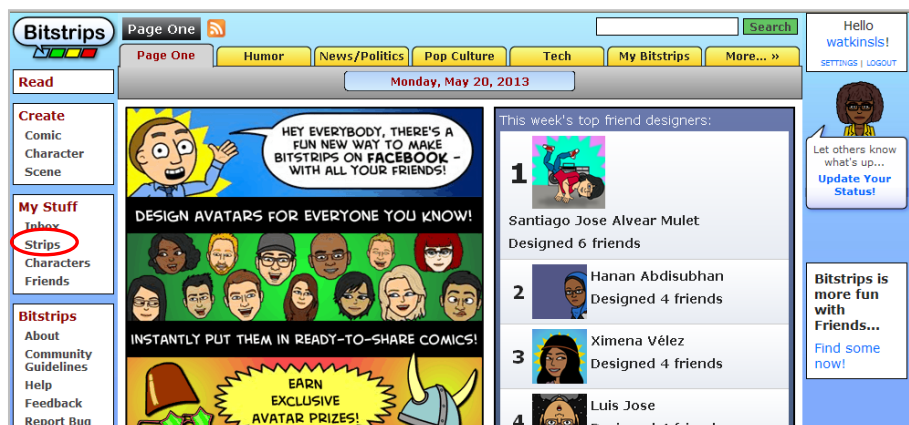 Bitstrips
Page One
Search
Page One
Humor
News/Politics
Pop Culture
Tech
My Bitstrips
More... »
Monday, May 20, 2013
Hello
watkinsls!
SETTINGS | LOGOUT
Let others know
what's up...
Update Your
Status!
Bitstrips is
more fun
with
Friends...
Find some
now!
Read
Create
Comic
Character
Scene
My Stuff
Inbox
Strips
Characters
Friends
Bitstrips
About
Community
Guidelines
Help
Feedback
Report Bug
HEY EVERYBODY, THERE'S A
FUN NEW WAY TO MAKE
BITSTRIPS ON FACEBOOK -
WITH ALL YOUR FRIENDS!
DESIGN AVATARS FOR EVERYONE YOU KNOW!
INSTANTLY PUT THEM IN READY-TO-SHARE COMICS!
EARN
EXCLUSIVE
AVATAR PRIZES!
This week's top friend designers:
1
Santiago Jose Alvear Mulet
Designed 6 friends
2
Hanan Abdisubhan
Designed 4 friends
3
Ximena Vélez
Designed 4 friends
4
Luis Jose